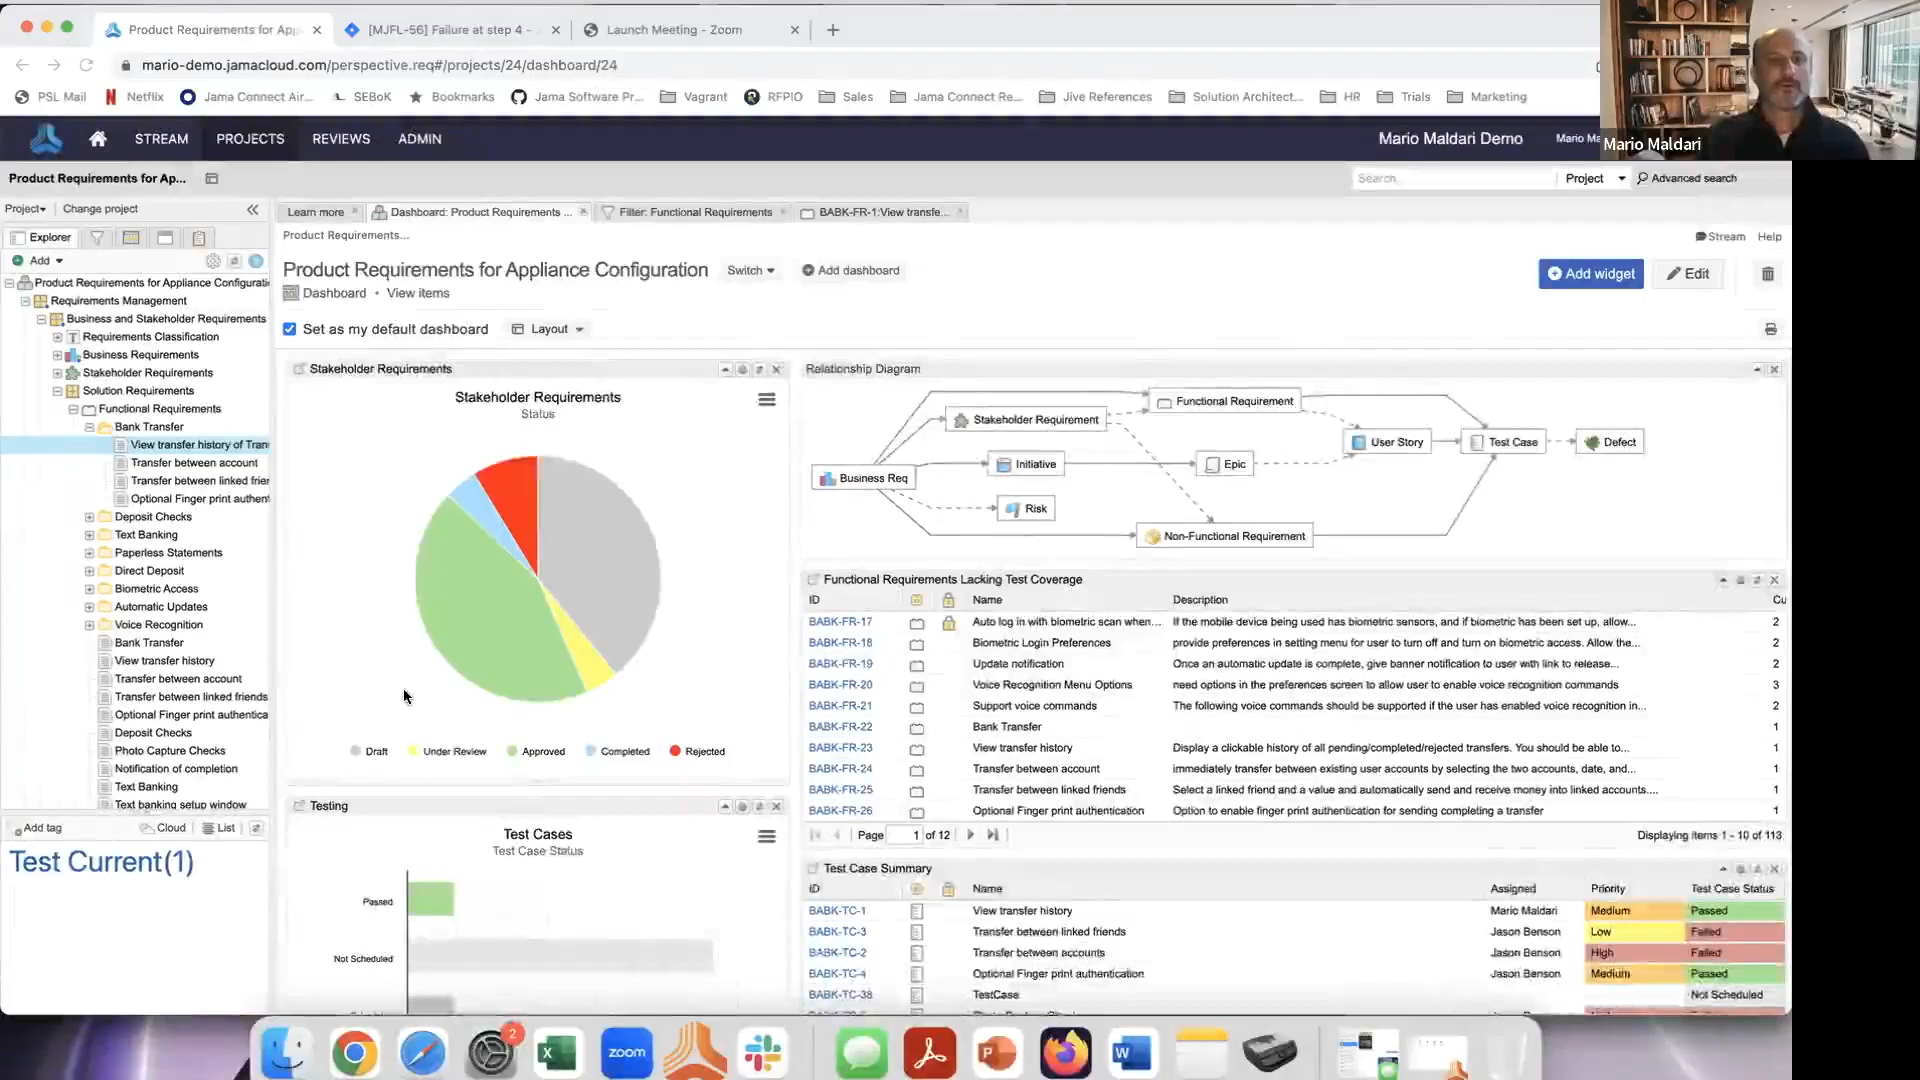 Product Requirements for App
[MJFL-56] Failure at step 4 -
Launch Meeting - Zoom
mario-demo.jamacloud.com/perspective.req#/projects/24/dashboard/24
PSL Mail
Netflix
Jama Connect Air...
SEBoK
Bookmarks
Jama Software Pr...
Vagrant
RFPIO
Sales
Jama Connect Re...
Jive References
Solution Architect...
HR
Trials
Marketing
STREAM
PROJECTS
REVIEWS
ADMIN
Mario Maldari Demo
Mario Ma
Mario Maldari
Product Requirements for Ap...
Search
Project
Advanced search
Project
Change project
Learn more
Dashboard: Product Requirements ...
Filter: Functional Requirements
BABK-FR-1:View transfe...
Explorer
Product Requirements...
Stream
Help
Add
Product Requirements for Appliance Configurati
Requirements Management
Business and Stakeholder Requirements
Requirements Classification
Business Requirements
Stakeholder Requirements
Solution Requirements
Functional Requirements
Bank Transfer
View transfer history of Tran
Transfer between account
Transfer between linked frier
Optional Finger print authent
Deposit Checks
Text Banking
Paperless Statements
Direct Deposit
Biometric Access
Automatic Updates
Voice Recognition
Bank Transfer
View transfer history
Transfer between account
Transfer between linked friends
Optional Finger print authentica
Deposit Checks
Photo Capture Checks
Notification of completion
Text Banking
Text banking setup window
Add tag
Cloud
List
Test Current(1)
Product Requirements for Appliance Configuration
Switch
Add dashboard
Add widget
Edit
Dashboard • View items
Set as my default dashboard
Layout
Stakeholder Requirements
Stakeholder Requirements
Status
Draft
Under Review
Approved
Completed
Rejected
Testing
Test Cases
Test Case Status
Passed
Not Scheduled
Relationship Diagram
Functional Requirement
Stakeholder Requirement
User Story
Test Case
Defect
Initiative
Epic
Business Req
Risk
Non-Functional Requirement
Functional Requirements Lacking Test Coverage
ID Name Description Cu
BABK-FR-17 Auto log in with biometric scan when... If the mobile device being used has biometric sensors, and if biometric has been set up, allow... 2
BABK-FR-18 Biometric Login Preferences provide preferences in setting menu for user to turn off and turn on biometric access. Allow the... 2
BABK-FR-19 Update notification Once an automatic update is complete, give banner notification to user with link to release... 2
BABK-FR-20 Voice Recognition Menu Options need options in the preferences screen to allow user to enable voice recognition commands 3
BABK-FR-21 Support voice commands The following voice commands should be supported if the user has enabled voice recognition in... 2
BABK-FR-22 Bank Transfer 1
BABK-FR-23 View transfer history Display a clickable history of all pending/completed/rejected transfers. You should be able to... 1
BABK-FR-24 Transfer between account immediately transfer between existing user accounts by selecting the two accounts, date, and... 1
BABK-FR-25 Transfer between linked friends Select a linked friend and a value and automatically send and receive money into linked accounts.... 1
BABK-FR-26 Optional Finger print authentication Option to enable finger print authentication for sending completing a transfer 1
Page 1 of 12
Displaying items 1 - 10 of 113
Test Case Summary
ID Name Assigned Priority Test Case Status
BABK-TC-1 View transfer history Mario Maldari Medium Passed
BABK-TC-3 Transfer between linked friends Jason Benson Low Failed
BABK-TC-2 Transfer between accounts Jason Benson High Failed
BABK-TC-4 Optional Finger print authentication Jason Benson Medium Passed
BABK-TC-38 TestCase Not Scheduled
2
zoom